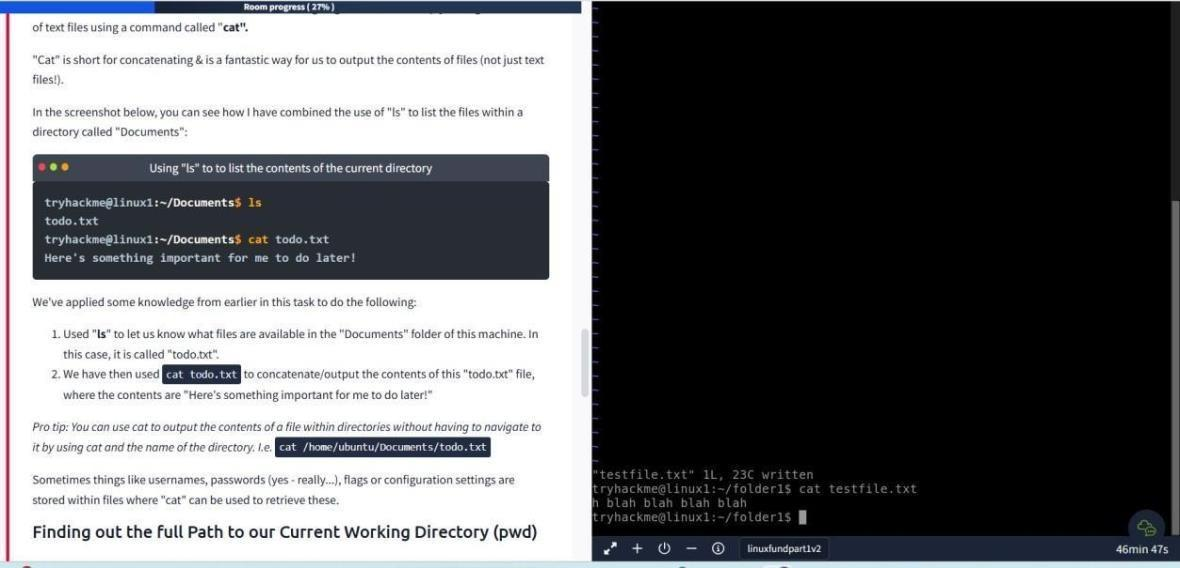 Room progress ( 27% )
of text files using a command called "cat".
"Cat" is short for concatenating & is a fantastic way for us to output the contents of files (not just text
files!).
In the screenshot below, you can see how I have combined the use of "ls" to list the files within a
directory called "Documents":
Using "ls" to to list the contents of the current directory
tryhackme@linux1:~/Documents$ ls
todo.txt
tryhackme@linux1:~/Documents$ cat todo.txt
Here's something important for me to do later!
We've applied some knowledge from earlier in this task to do the following:
1. Used "ls" to let us know what files are available in the "Documents" folder of this machine. In
this case, it is called "todo.txt".
2. We have then used cat todo.txt to concatenate/output the contents of this "todo.txt" file,
where the contents are "Here's something important for me to do later!"
Pro tip: You can use cat to output the contents of a file within directories without having to navigate to
it by using cat and the name of the directory. I.e. cat /home/ubuntu/Documents/todo.txt
Sometimes things like usernames, passwords (yes - really...), flags or configuration settings are
stored within files where "cat" can be used to retrieve these.
Finding out the full Path to our Current Working Directory (pwd)
"testfile.txt" 1L, 23C written
tryhackme@linux1:~/folder1$ cat testfile.txt
h blah blah blah blah
tryhackme@linux1:~/folder1$
linuxfundpart1v2
46min 47s